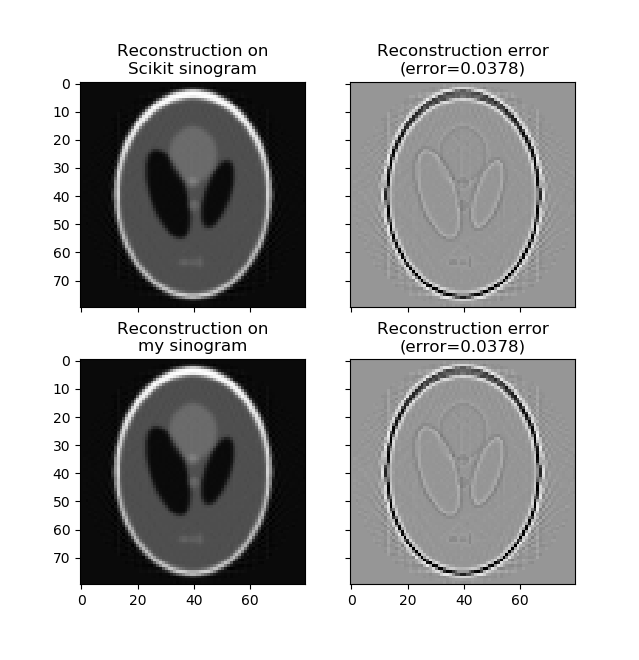 Reconstruction on
Scikit sinogram
Reconstruction error
(error=0.0378)
0
10
20
30
40
50
60
70
Reconstruction on
my sinogram
Reconstruction error
(error=0.0378)
0
10
20
30
40
50
60
70
0 20 40 60
0 20 40 60